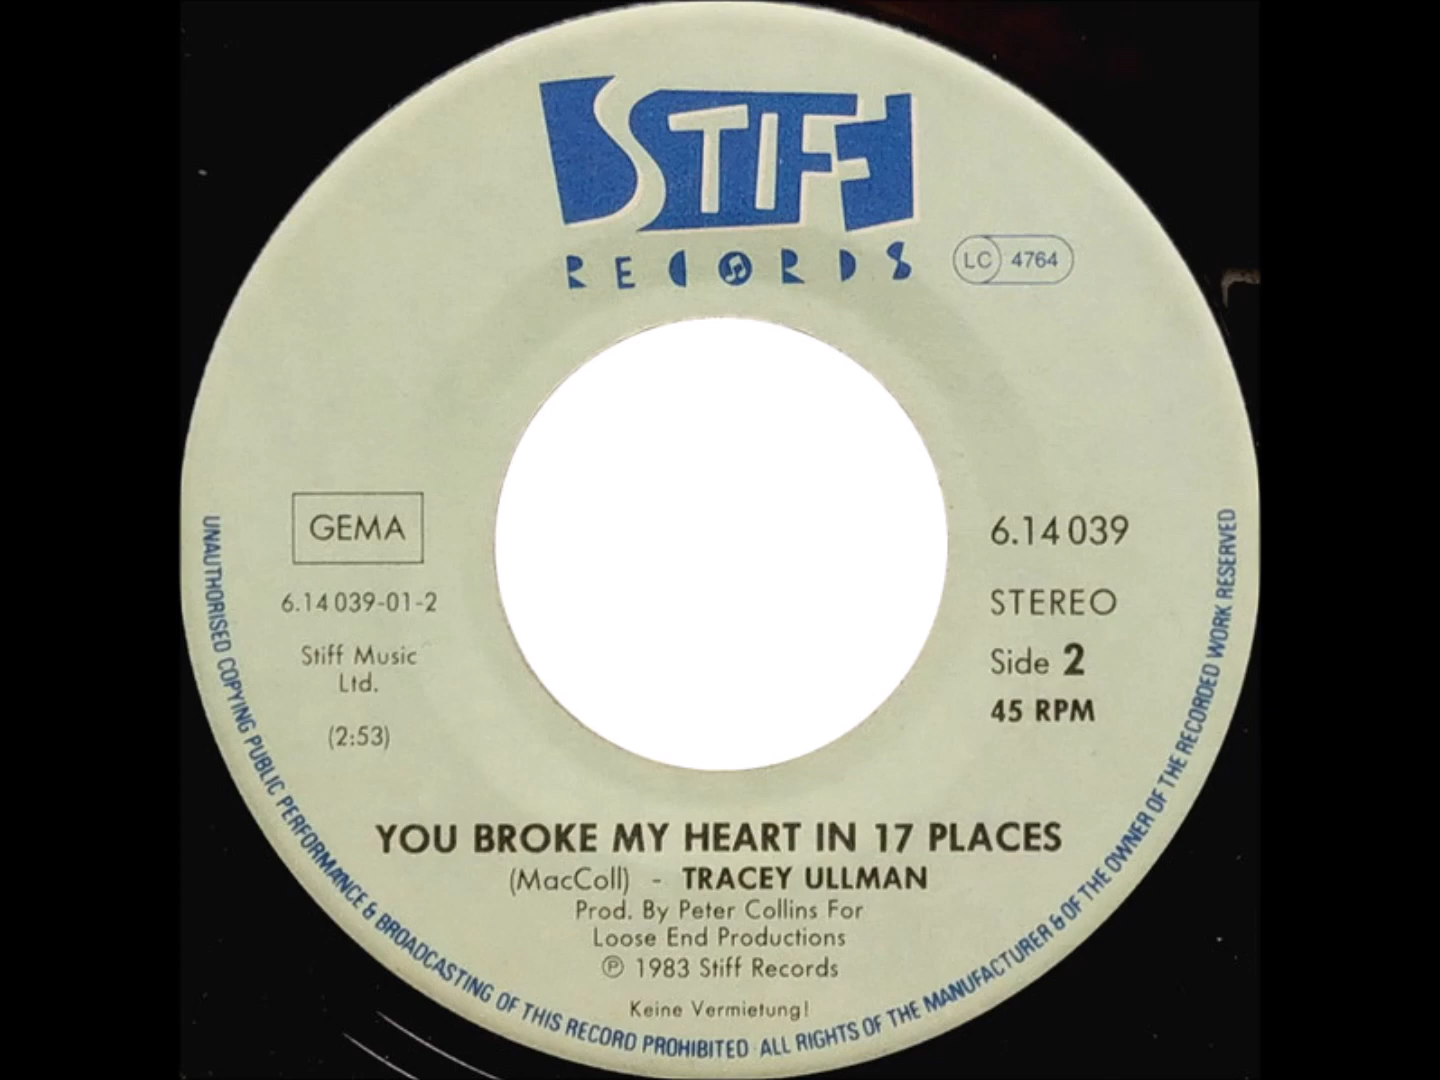 STIFF
RECORDS
LC 4764
GEMA
6.14 039-01-2
Stiff Music
Ltd.
(2:53)
6.14 039
STEREO
Side 2
45 RPM
YOU BROKE MY HEART IN 17 PLACES
(MacColl) - TRACEY ULLMAN
Prod. By Peter Collins For
Loose End Productions
℗ 1983 Stiff Records
Keine Vermietung!
UNAUTHORISED COPYING PUBLIC PERFORMANCE & BROADCASTING OF THIS RECORD PROHIBITED · ALL RIGHTS OF THE MANUFACTURER & OF THE OWNER OF THE RECORDED WORK RESERVED